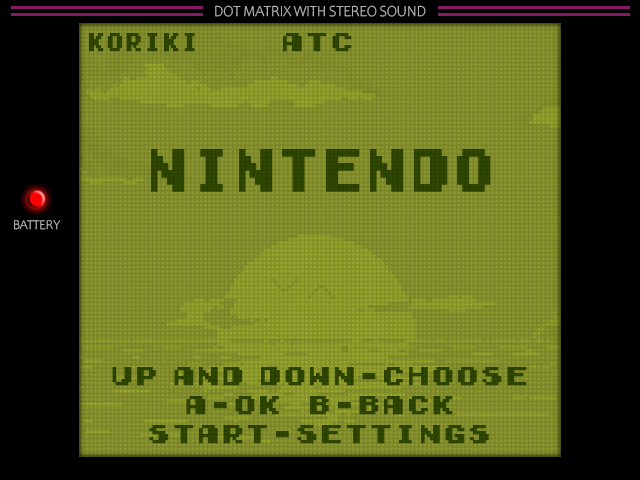 DOT MATRIX WITH STEREO SOUND
KORIKI ATC
NINTENDO
BATTERY
UP AND DOWN-CHOOSE
A-OK B-BACK
START-SETTINGS